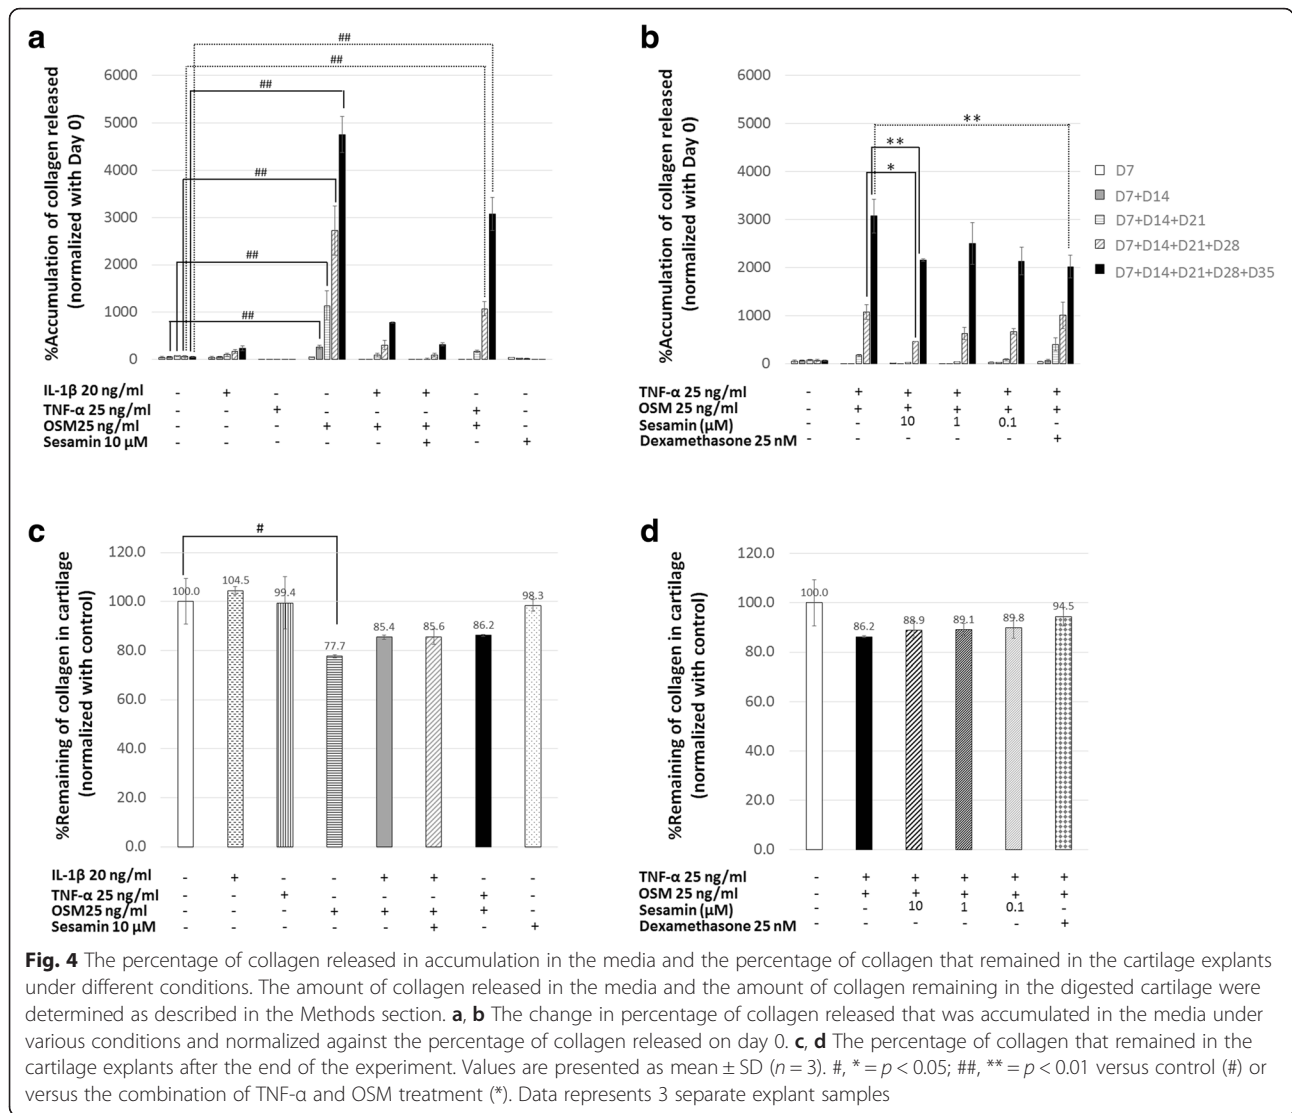 a
%Accumulation of collagen released
(normalized with Day 0)
6000
5000
4000
3000
2000
1000
0
##
##
##
##
##
##
IL-1β 20 ng/ml - + - - + + - -
TNF-α 25 ng/ml - - + - - - + -
OSM25 ng/ml - - - + + + + -
Sesamin 10 µM - - - - - + - +
b
%Accumulation of collagen released
(normalized with Day 0)
6000
5000
4000
3000
2000
1000
0
**
**
*
D7
D7+D14
D7+D14+D21
D7+D14+D21+D28
D7+D14+D21+D28+D35
TNF-α 25 ng/ml - + + + + +
OSM 25 ng/ml - + + + + +
Sesamin (µM) - - 10 1 0.1 -
Dexamethasone 25 nM - - - - - +
c
%Remaining of collagen in cartilage
(normalized with control)
120.0
100.0
80.0
60.0
40.0
20.0
0.0
#
100.0
104.5
99.4
77.7
85.4
85.6
86.2
98.3
IL-1β 20 ng/ml - + - - + + - -
TNF-α 25 ng/ml - - + - - - + -
OSM25 ng/ml - - - + + + + -
Sesamin 10 µM - - - - - + - +
d
%Remaining of collagen in cartilage
(normalized with control)
120.0
100.0
80.0
60.0
40.0
20.0
0.0
100.0
86.2
88.9
89.1
89.8
94.5
TNF-α 25 ng/ml - + + + + +
OSM 25 ng/ml - + + + + +
Sesamin (µM) - - 10 1 0.1 -
Dexamethasone 25 nM - - - - - +
Fig. 4 The percentage of collagen released in accumulation in the media and the percentage of collagen that remained in the cartilage explants
under different conditions. The amount of collagen released in the media and the amount of collagen remaining in the digested cartilage were
determined as described in the Methods section. a, b The change in percentage of collagen released that was accumulated in the media under
various conditions and normalized against the percentage of collagen released on day 0. c, d The percentage of collagen that remained in the
cartilage explants after the end of the experiment. Values are presented as mean ± SD (n = 3). #, * = p < 0.05; ##, ** = p < 0.01 versus control (#) or
versus the combination of TNF-α and OSM treatment (*). Data represents 3 separate explant samples